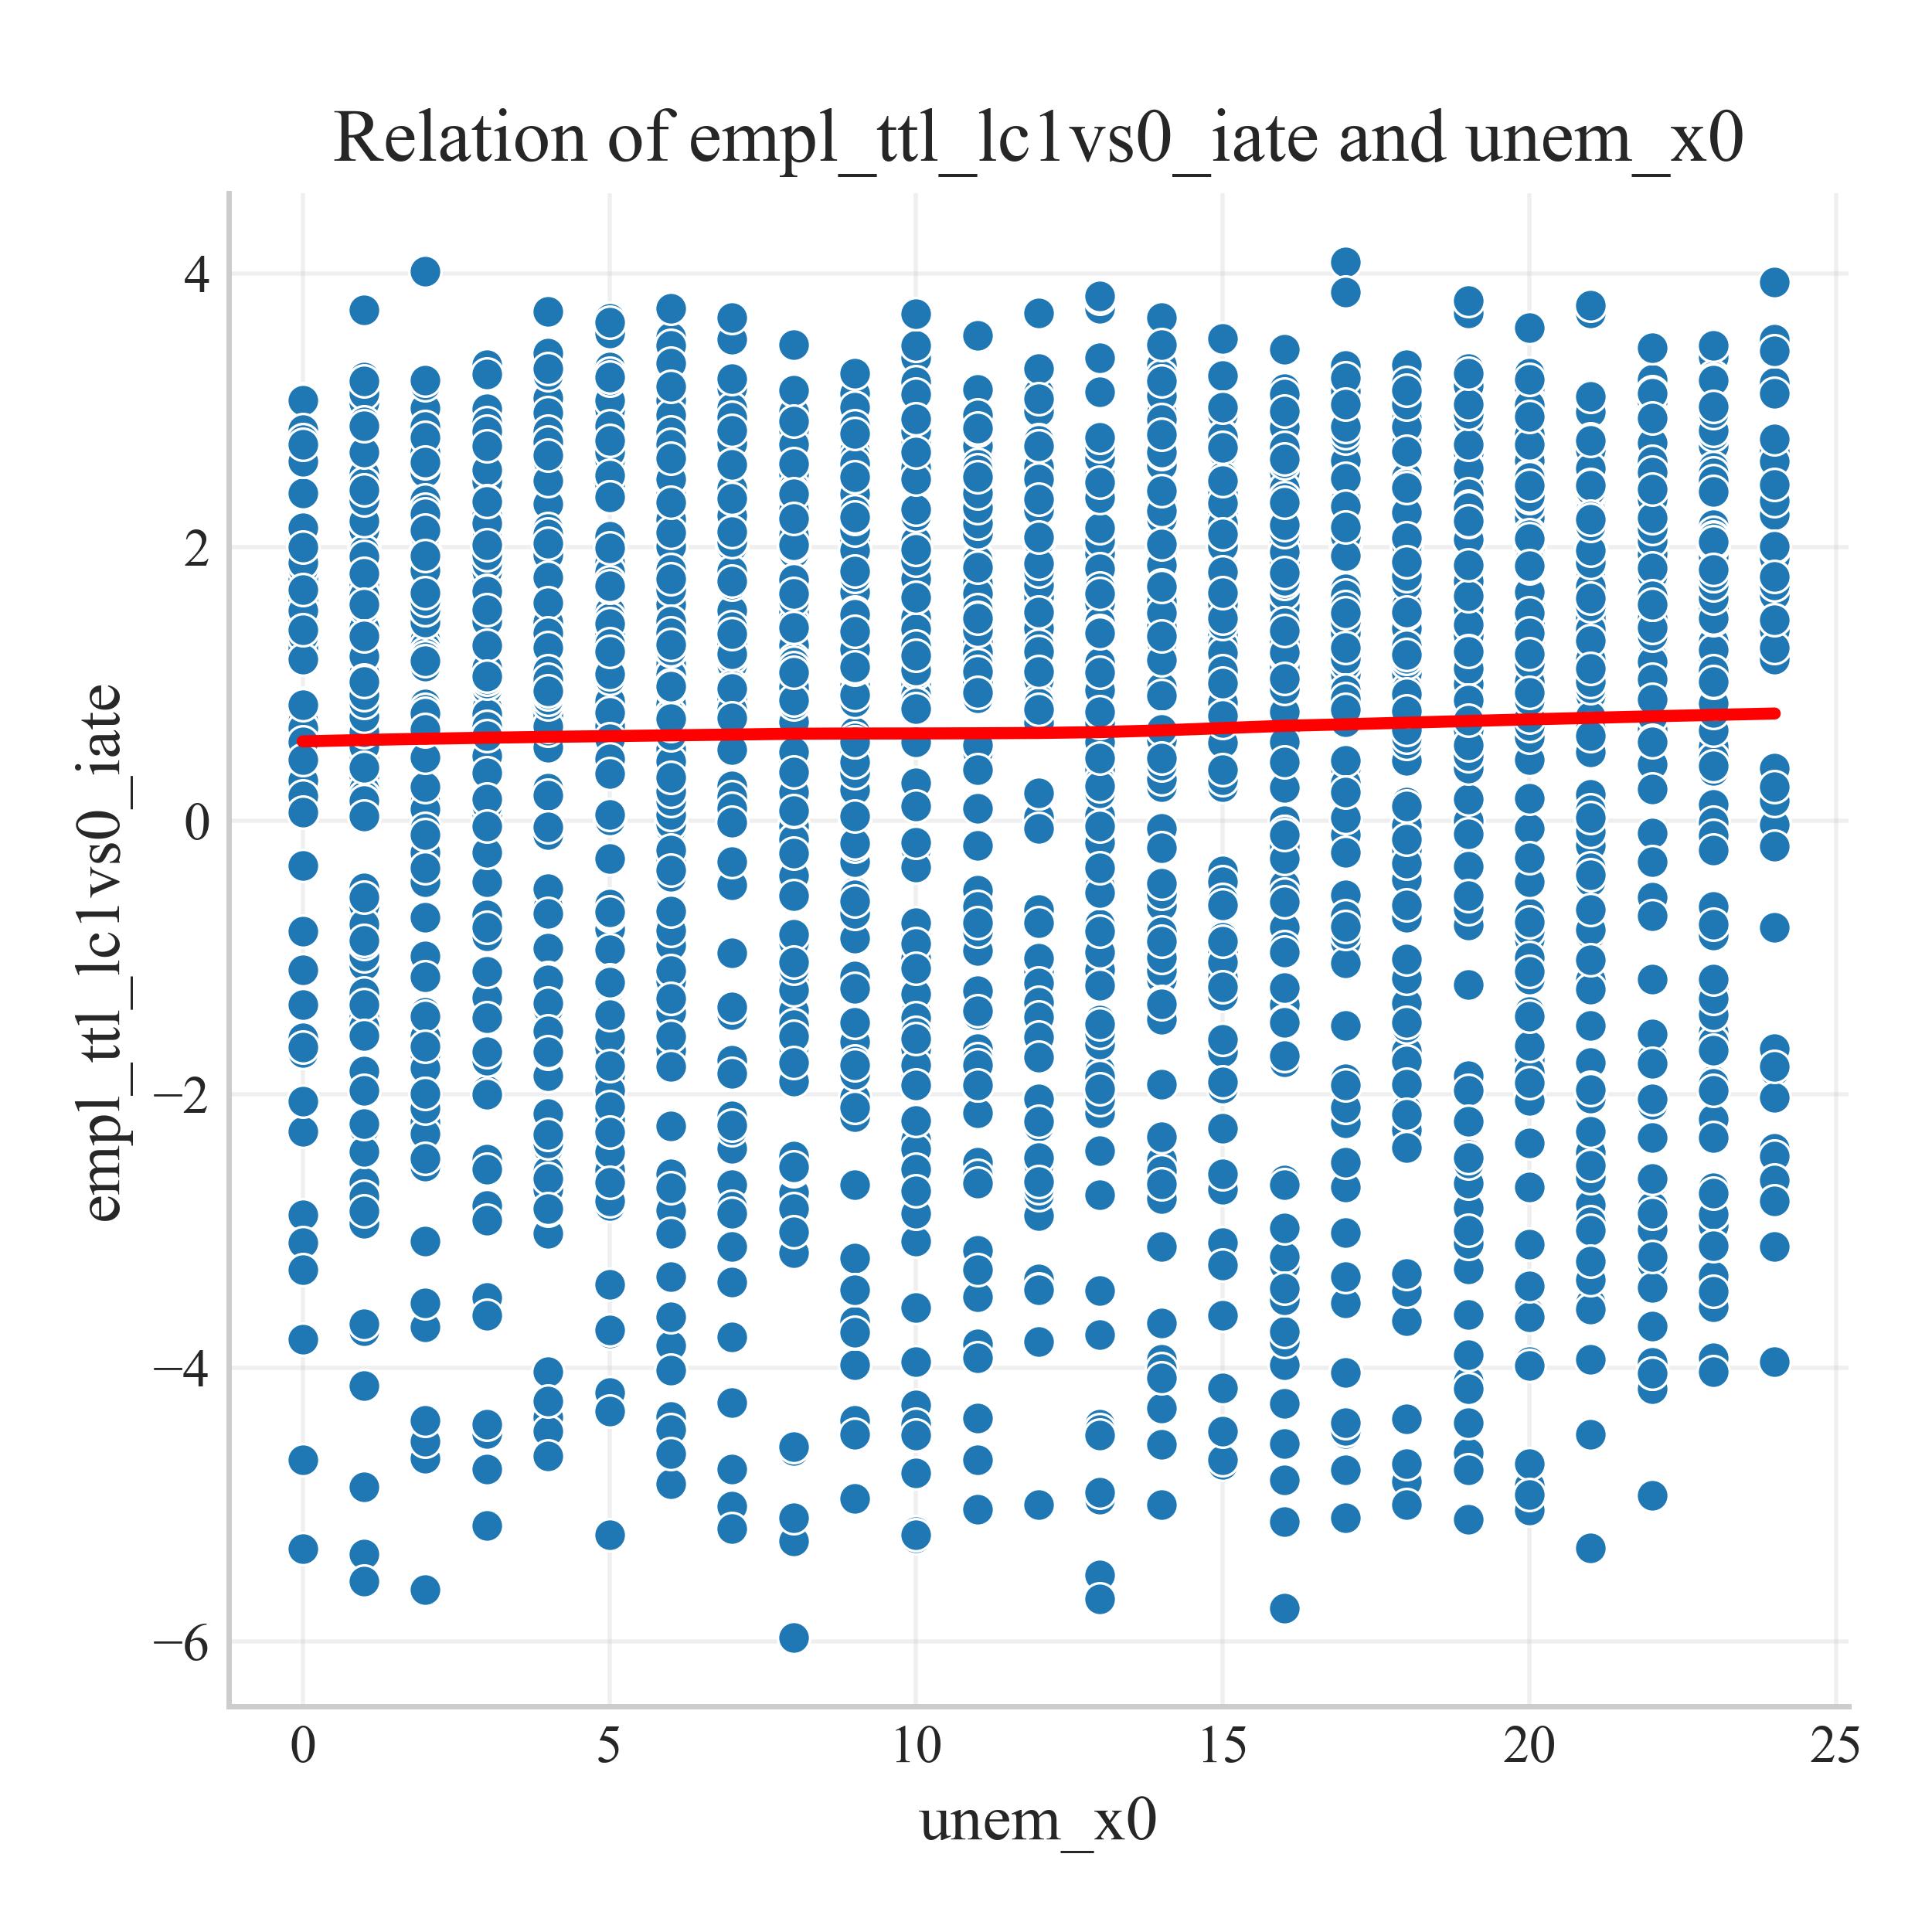 Relation of empl_ttl_lc1vs0_iate and unem_x0
empl_ttl_lc1vs0_iate
4
2
0
−2
−4
−6
0 5 10 15 20 25
unem_x0